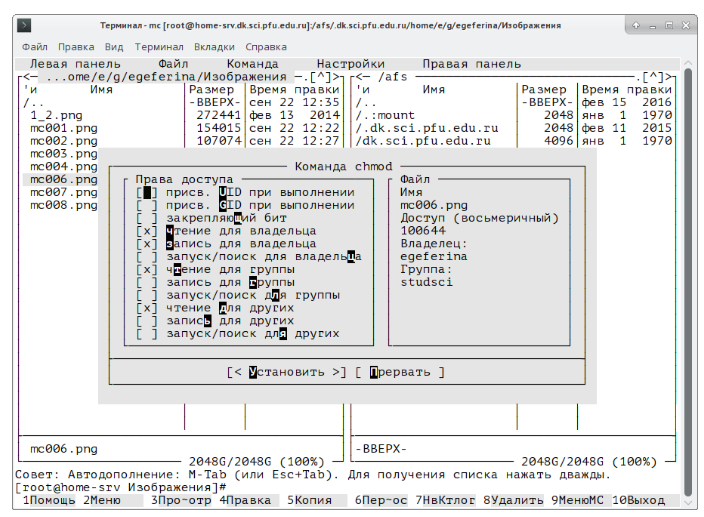 Терминал - mc [root@home-srv.dk.sci.pfu.edu.ru]:/afs/.dk.sci.pfu.edu.ru/home/e/g/egeferina/Изображения
Файл Правка Вид Терминал Вкладки Справка
Левая панель Файл Команда Настройки Правая панель
<— ...ome/e/g/egeferina/Изображения —.[^]> <— /afs .[^]>
'и Имя Размер Время правки 'и Имя Размер Время правки
/.. -ВВЕРХ- сен 22 12:35 /.. -ВВЕРХ- фев 15 2016
1_2.png 272441 фев 13 2014 /.:mount 2048 янв 1 1970
mc001.png 154015 сен 22 12:22 /.dk.sci.pfu.edu.ru 2048 фев 11 2015
mc002.png 107074 сен 22 12:27 /dk.sci.pfu.edu.ru 4096 янв 1 1970
mc003.png
mc004.png Команда chmod
mc006.png Права доступа Файл
mc007.png [ ] присв. UID при выполнении Имя
mc008.png [ ] присв. GID при выполнении mc006.png
[ ] закрепляющий бит Доступ (восьмеричный)
[x] чтение для владельца 100644
[x] запись для владельца Владелец:
[ ] запуск/поиск для владельца egeferina
[x] чтение для группы Группа:
[ ] запись для группы studsci
[ ] запуск/поиск для группы
[x] чтение для других
[ ] запись для других
[ ] запуск/поиск для других
[< Установить >] [ Прервать ]
mc006.png -ВВЕРХ-
2048G/2048G (100%) 2048G/2048G (100%)
Совет: Автодополнение: M-Tab (или Esc+Tab). Для получения списка нажать дважды.
[root@home-srv Изображения]#
1Помощь 2Меню 3Про~отр 4Правка 5Копия 6Пер~ос 7НвКтлог 8Удалить 9МенюМС 10Выход